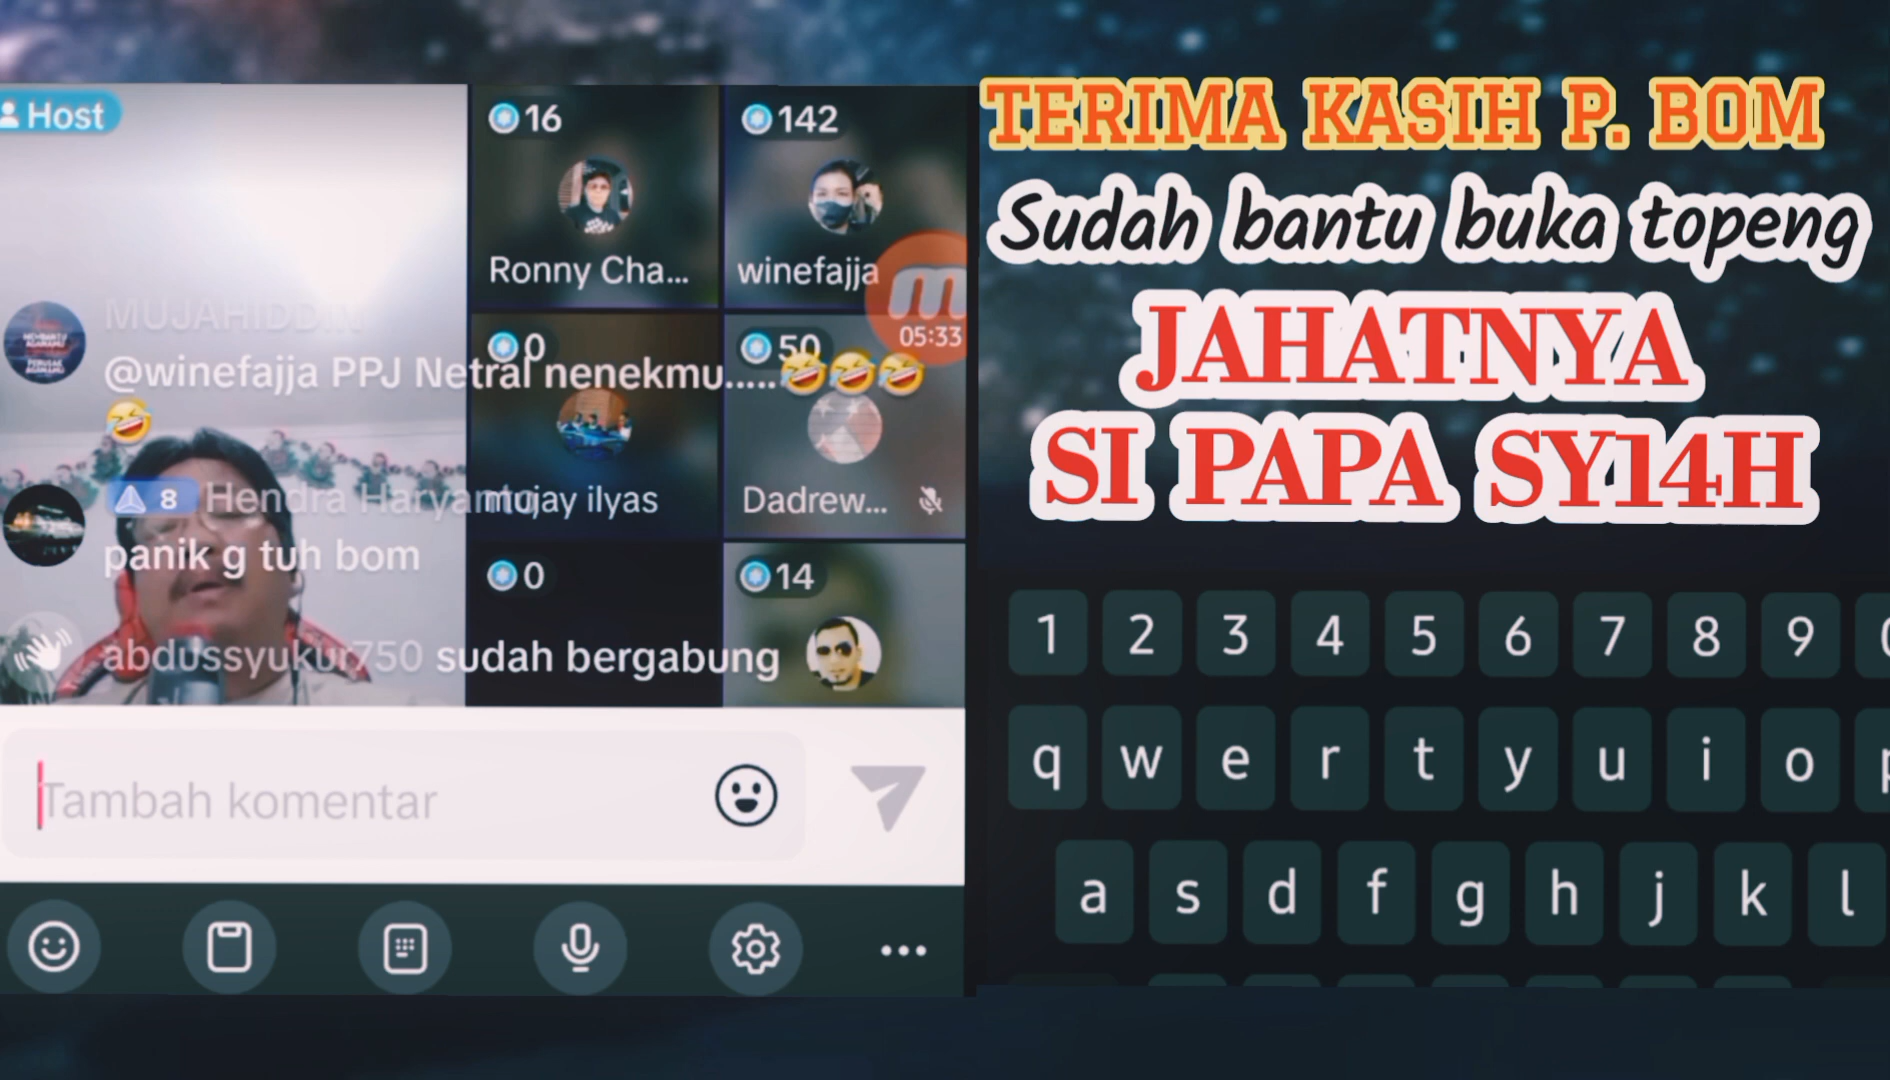 Host
16
142
Ronny Cha...
winefajja
m
05:33
MUJAHIDDIN
0
50
@winefajja PPJ Netral nenekmu.....🤣🤣🤣
🤣
8 Hendra Haryanto
mujay ilyas
Dadrew...
panik g tuh bom
0
14
abdussyukur750 sudah bergabung
Tambah komentar
TERIMA KASIH P. BOM
Sudah bantu buka topeng
JAHATNYA
SI PAPA SY14H
1 2 3 4 5 6 7 8 9
q w e r t y u i o p
a s d f g h j k l